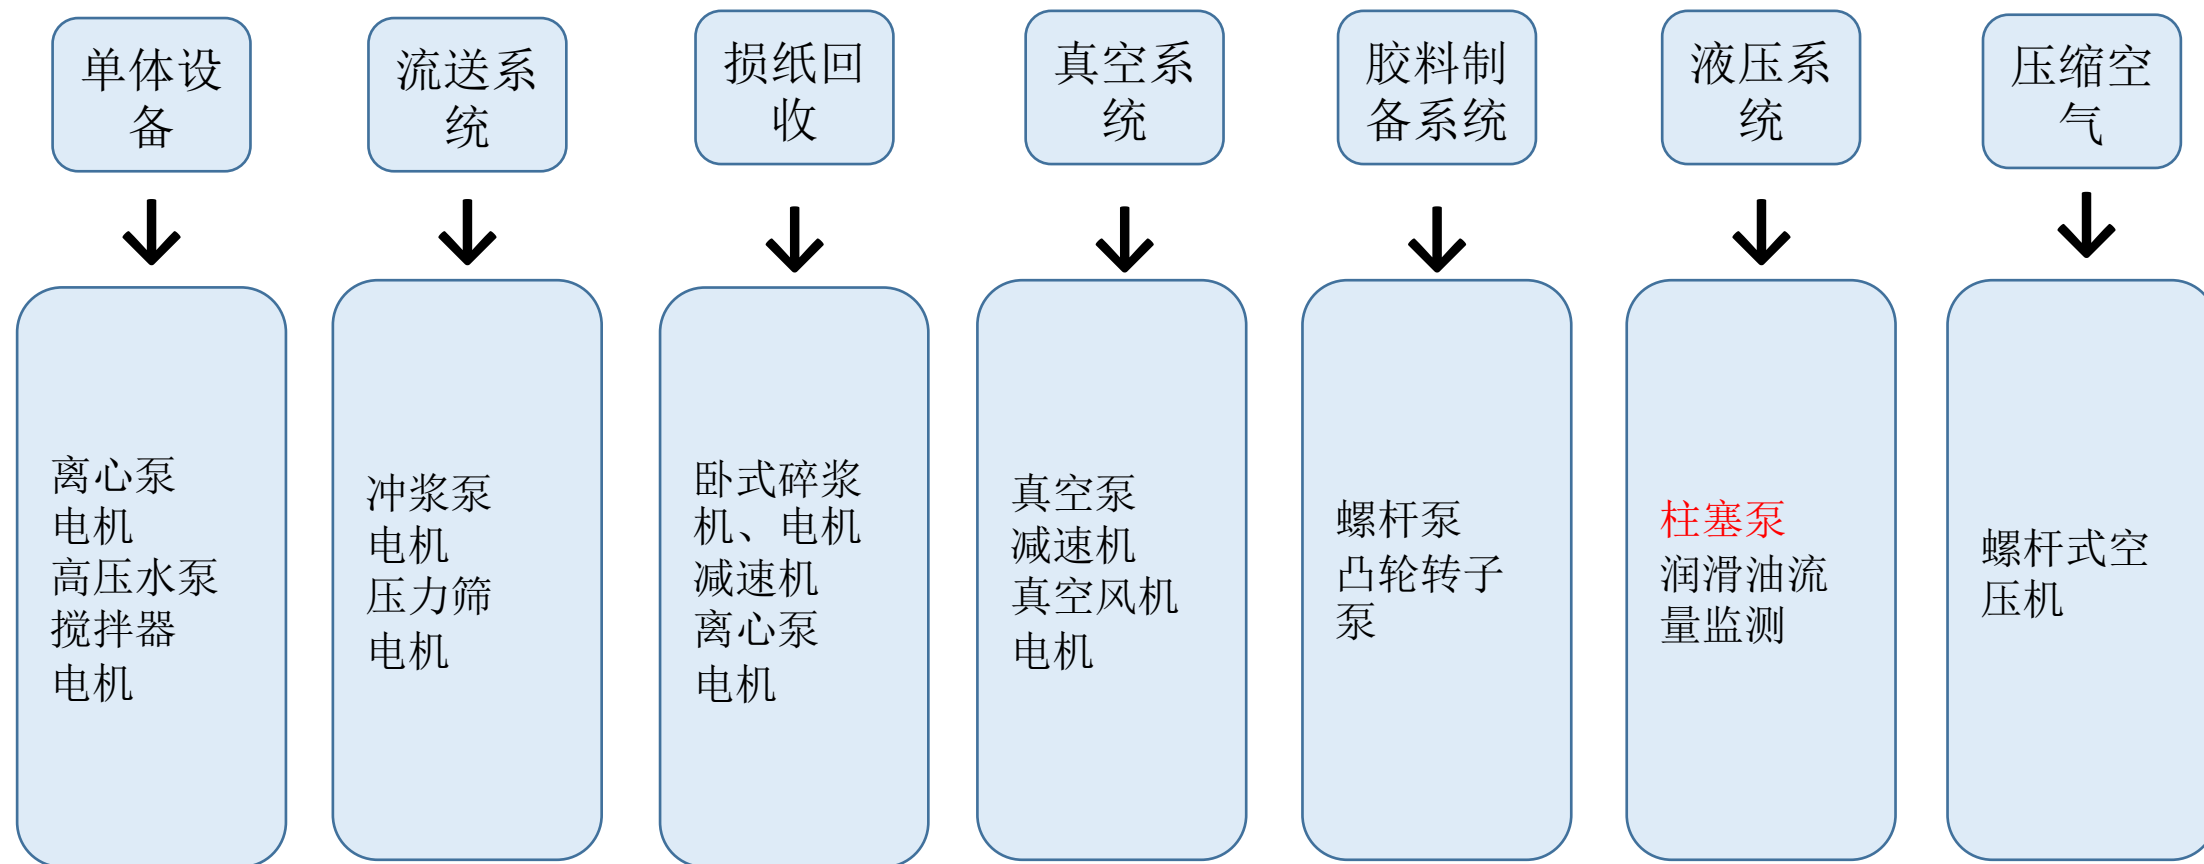 单体设
备
流送系
统
损纸回
收
真空系
统
胶料制
备系统
液压系
统
压缩空
气
离心泵
电机
高压水泵
搅拌器
电机
冲浆泵
电机
压力筛
电机
卧式碎浆
机、电机
减速机
离心泵
电机
真空泵
减速机
真空风机
电机
螺杆泵
凸轮转子
泵
柱塞泵
润滑油流
量监测
螺杆式空
压机